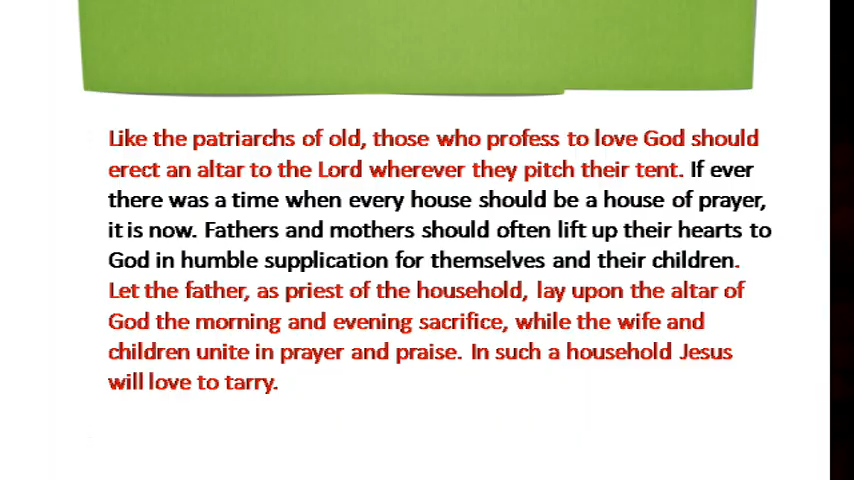 Like the patriarchs of old, those who profess to love God should
erect an altar to the Lord wherever they pitch their tent. If ever
there was a time when every house should be a house of prayer,
it is now. Fathers and mothers should often lift up their hearts to
God in humble supplication for themselves and their children.
Let the father, as priest of the household, lay upon the altar of
God the morning and evening sacrifice, while the wife and
children unite in prayer and praise. In such a household Jesus
will love to tarry.